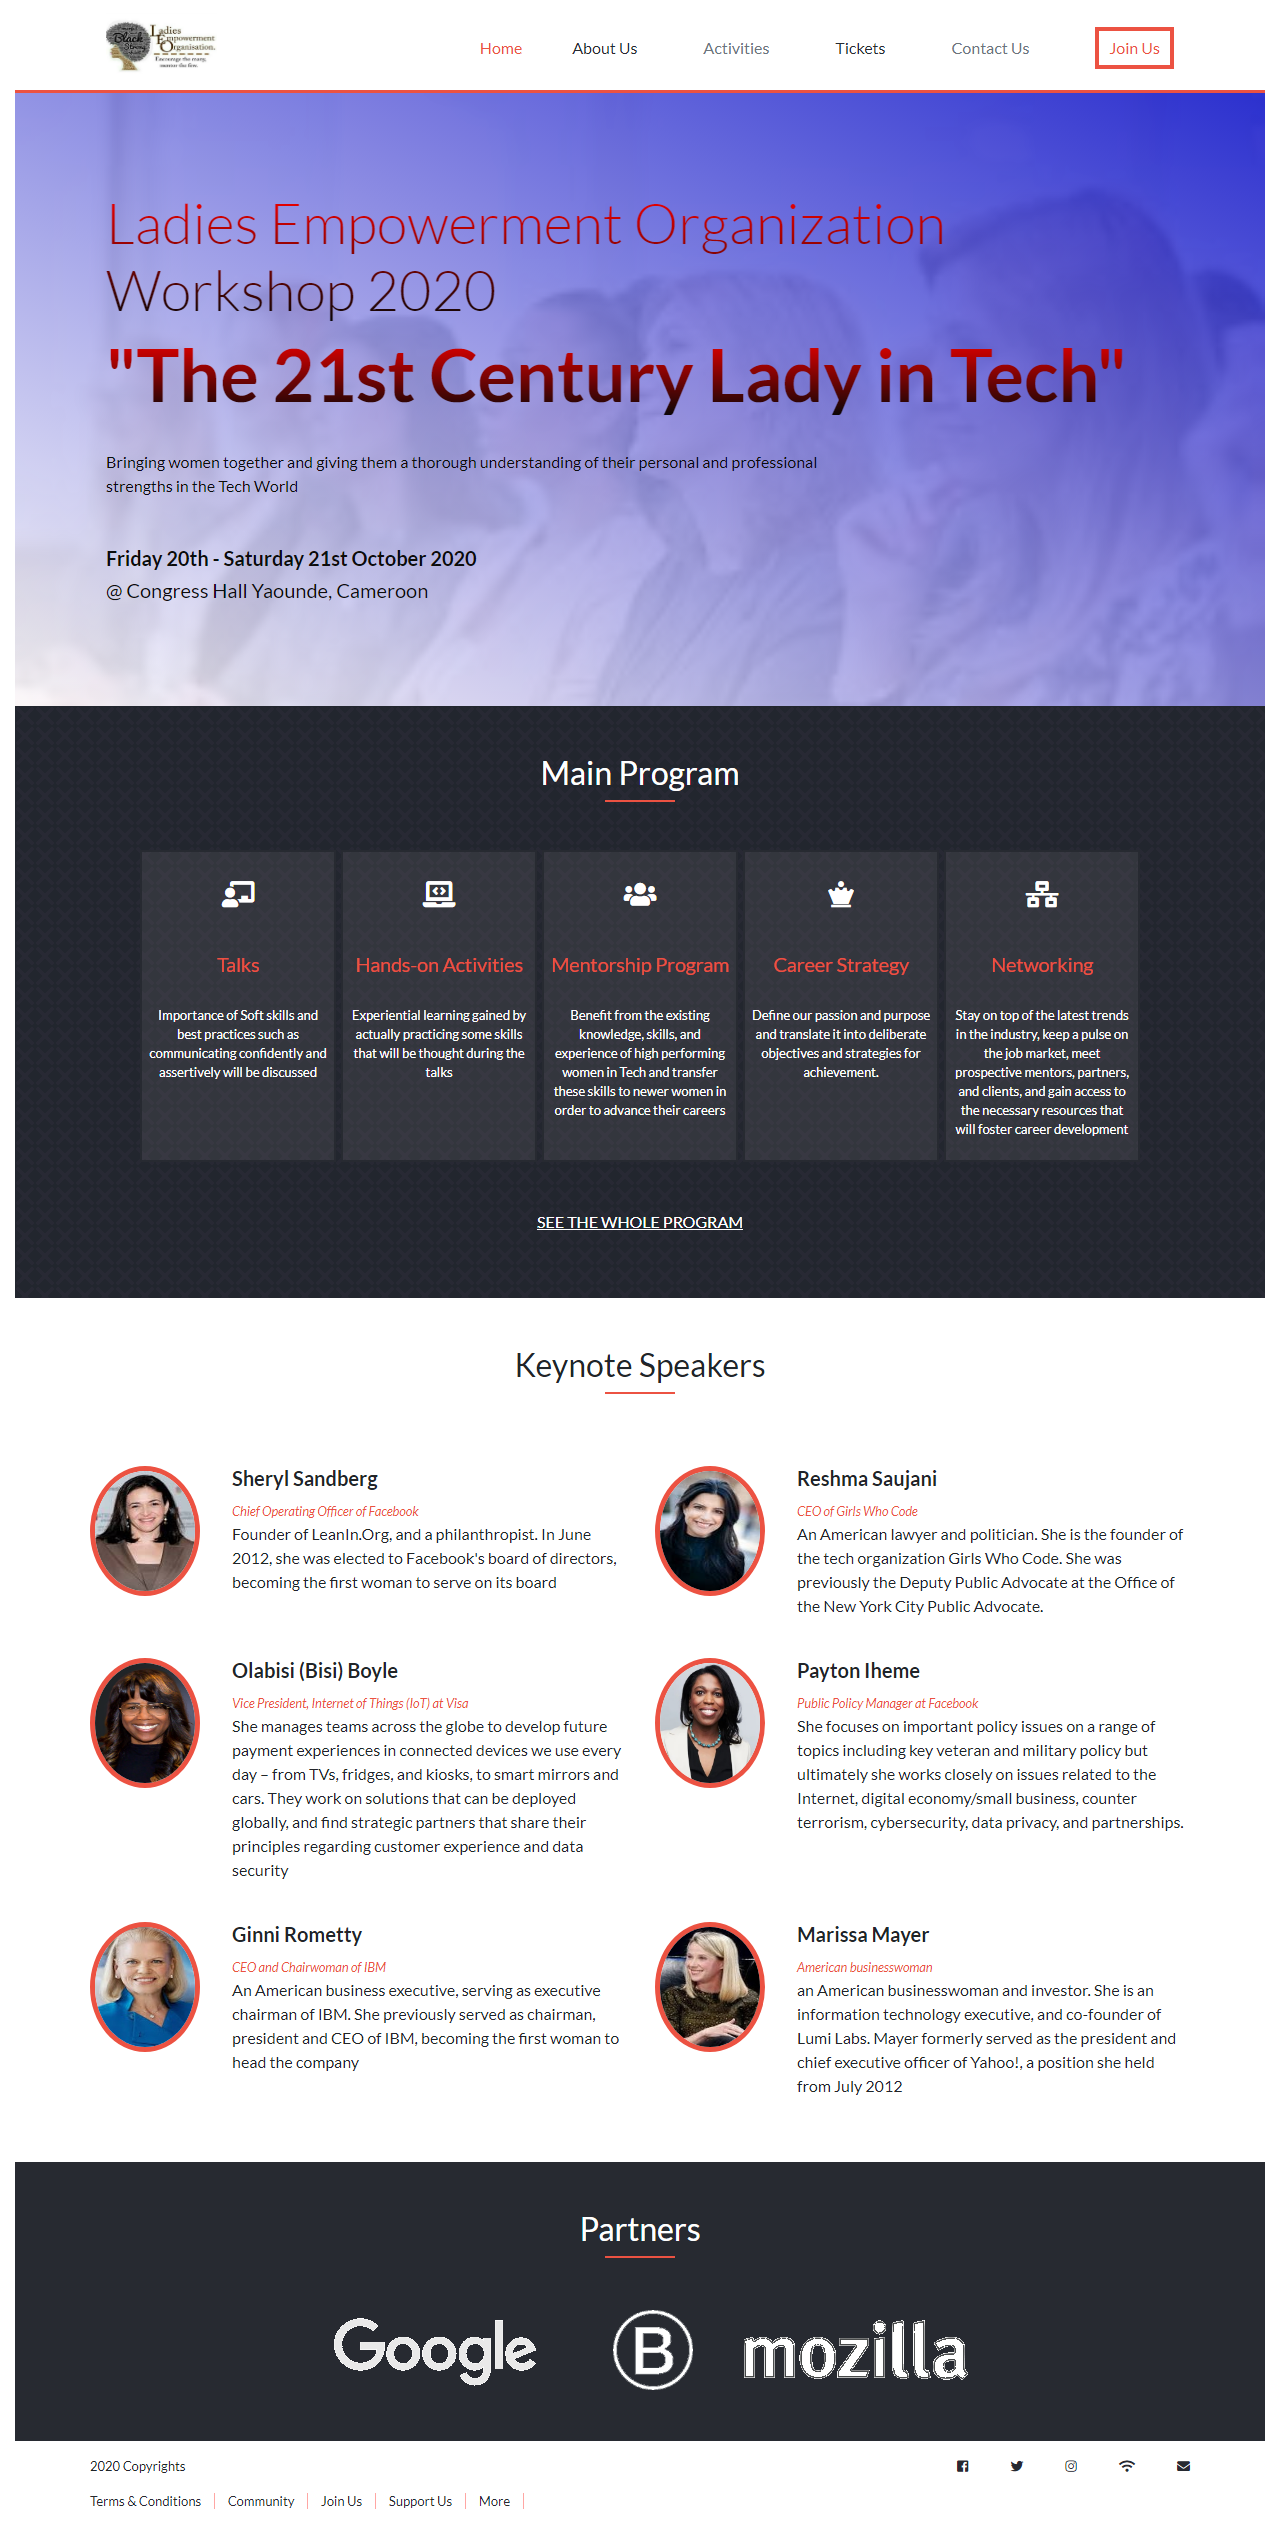 Black
Ladies
Empowerment
Organisation.
Encourage the many,
mentor the few.
Home About Us Activities Tickets Contact Us Join Us
Ladies Empowerment Organization
Workshop 2020
"The 21st Century Lady in Tech"
Bringing women together and giving them a thorough understanding of their personal and professional
strengths in the Tech World
Friday 20th - Saturday 21st October 2020
@ Congress Hall Yaounde, Cameroon
Main Program
Talks
Importance of Soft skills and
best practices such as
communicating confidently and
assertively will be discussed
Hands-on Activities
Experiential learning gained by
actually practicing some skills
that will be thought during the
talks
Mentorship Program
Benefit from the existing
knowledge, skills, and
experience of high performing
women in Tech and transfer
these skills to newer women in
order to advance their careers
Career Strategy
Define our passion and purpose
and translate it into deliberate
objectives and strategies for
achievement.
Networking
Stay on top of the latest trends
in the industry, keep a pulse on
the job market, meet
prospective mentors, partners,
and clients, and gain access to
the necessary resources that
will foster career development
SEE THE WHOLE PROGRAM
Keynote Speakers
Sheryl Sandberg
Chief Operating Officer of Facebook
Founder of LeanIn.Org, and a philanthropist. In June
2012, she was elected to Facebook's board of directors,
becoming the first woman to serve on its board
Reshma Saujani
CEO of Girls Who Code
An American lawyer and politician. She is the founder of
the tech organization Girls Who Code. She was
previously the Deputy Public Advocate at the Office of
the New York City Public Advocate.
Olabisi (Bisi) Boyle
Vice President, Internet of Things (IoT) at Visa
She manages teams across the globe to develop future
payment experiences in connected devices we use every
day – from TVs, fridges, and kiosks, to smart mirrors and
cars. They work on solutions that can be deployed
globally, and find strategic partners that share their
principles regarding customer experience and data
security
Payton Iheme
Public Policy Manager at Facebook
She focuses on important policy issues on a range of
topics including key veteran and military policy but
ultimately she works closely on issues related to the
Internet, digital economy/small business, counter
terrorism, cybersecurity, data privacy, and partnerships.
Ginni Rometty
CEO and Chairwoman of IBM
An American business executive, serving as executive
chairman of IBM. She previously served as chairman,
president and CEO of IBM, becoming the first woman to
head the company
Marissa Mayer
American businesswoman
an American businesswoman and investor. She is an
information technology executive, and co-founder of
Lumi Labs. Mayer formerly served as the president and
chief executive officer of Yahoo!, a position she held
from July 2012
Partners
Google B mozilla
2020 Copyrights
Terms & Conditions Community Join Us Support Us More